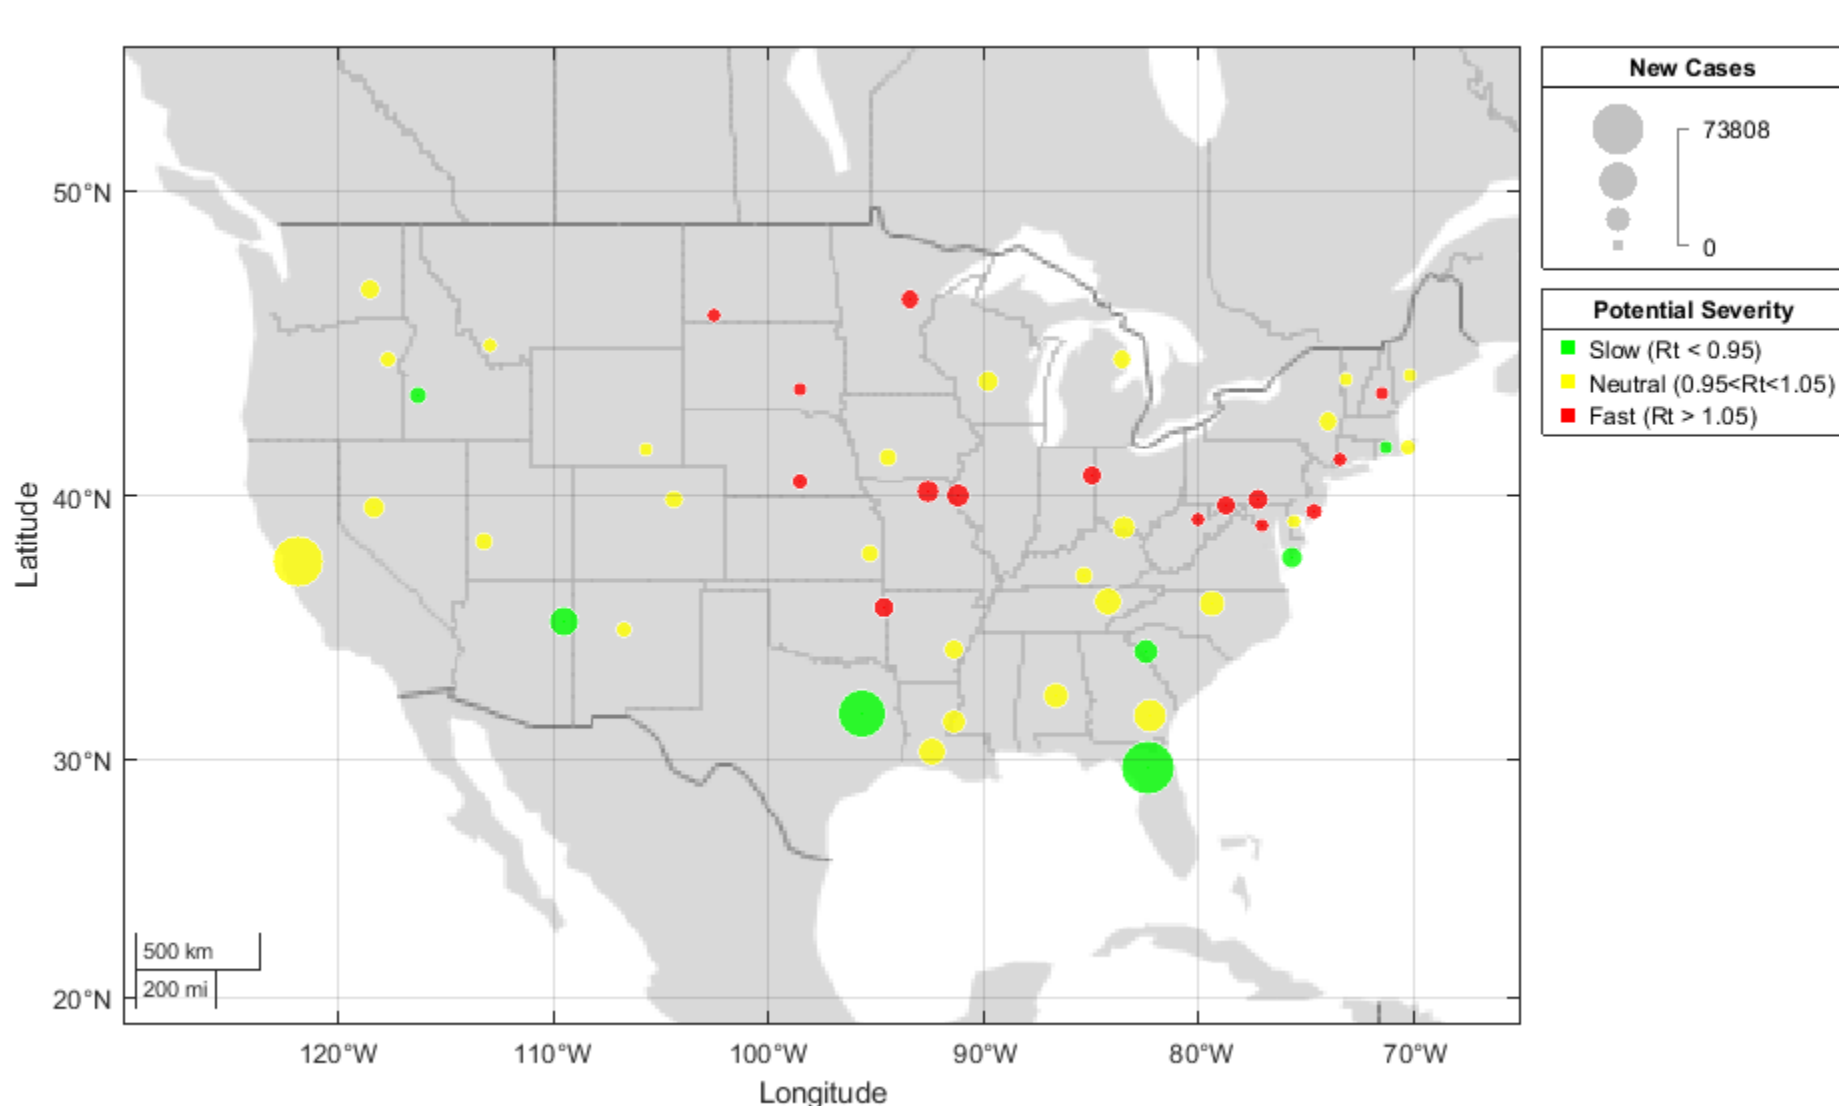 New Cases
73808
0
Potential Severity
Slow (Rt < 0.95)
Neutral (0.95<Rt<1.05)
Fast (Rt > 1.05)
50°N
40°N
30°N
20°N
Latitude
500 km
200 mi
120°W 110°W 100°W 90°W 80°W 70°W
Longitude